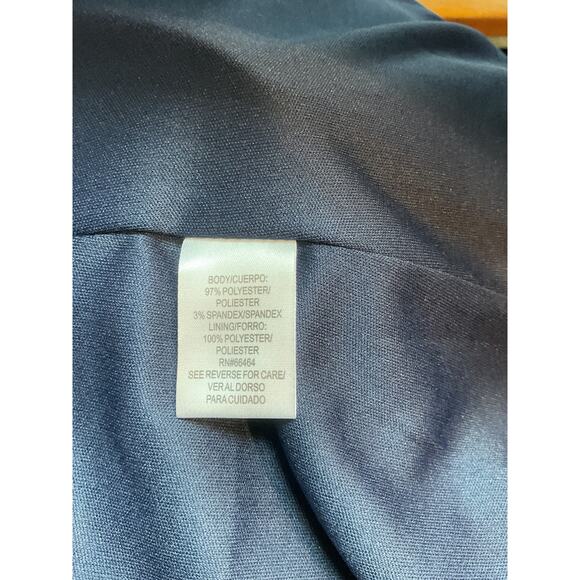 BODY/CUERPO:
97% POLYESTER/
POLIESTER
3% SPANDEX/SPANDEX
LINING/FORRO:
100% POLYESTER/
POLIESTER
RN#66464
SEE REVERSE FOR CARE/
VER AL DORSO
PARA CUIDADO